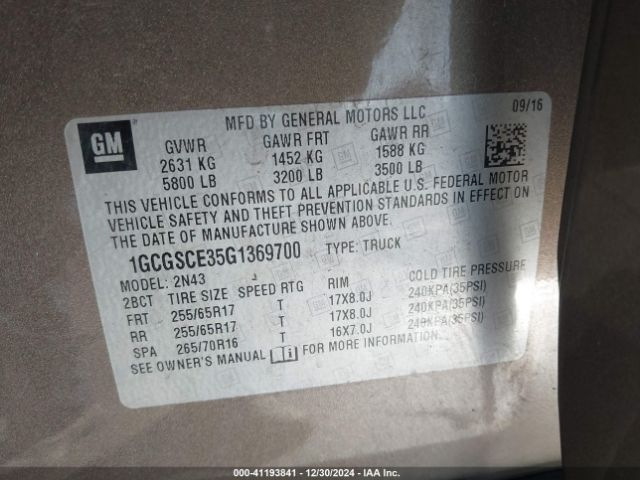 MFD BY GENERAL MOTORS LLC 09/16
GM GVWR GAWR FRT GAWR RR
2631 KG 1452 KG 1588 KG
5800 LB 3200 LB 3500 LB
THIS VEHICLE CONFORMS TO ALL APPLICABLE U.S. FEDERAL MOTOR
VEHICLE SAFETY AND THEFT PREVENTION STANDARDS IN EFFECT ON
THE DATE OF MANUFACTURE SHOWN ABOVE.
1GCGSCE35G1369700 TYPE: TRUCK
MODEL: 2N43
2BCT TIRE SIZE SPEED RTG RIM COLD TIRE PRESSURE
FRT 255/65R17 T 17X8.0J 240KPA(35PSI)
RR 255/65R17 T 17X8.0J 240KPA(35PSI)
SPA 265/70R16 T 16X7.0J 240KPA(35PSI)
SEE OWNER'S MANUAL FOR MORE INFORMATION.
000-41193841 - 12/30/2024 - IAA Inc.